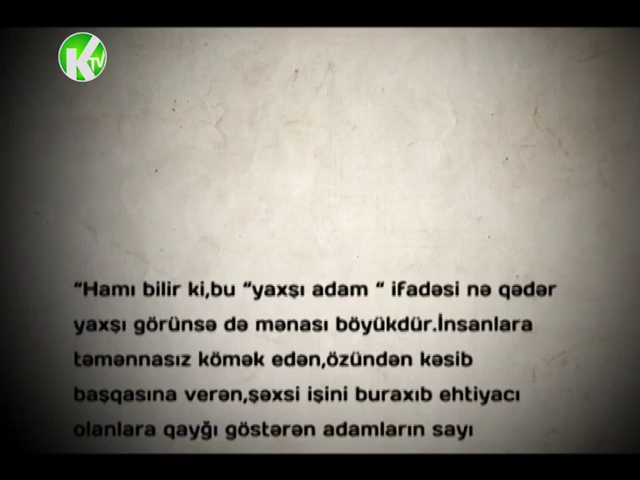 KTV
“Hamı bilir ki,bu “yaxşı adam “ ifadəsi nə qədər
yaxşı görünsə də mənası böyükdür.İnsanlara
təmənnasız kömək edən,özündən kəsib
başqasına verən,şəxsi işini buraxıb ehtiyacı
olanlara qayğı göstərən adamların sayı